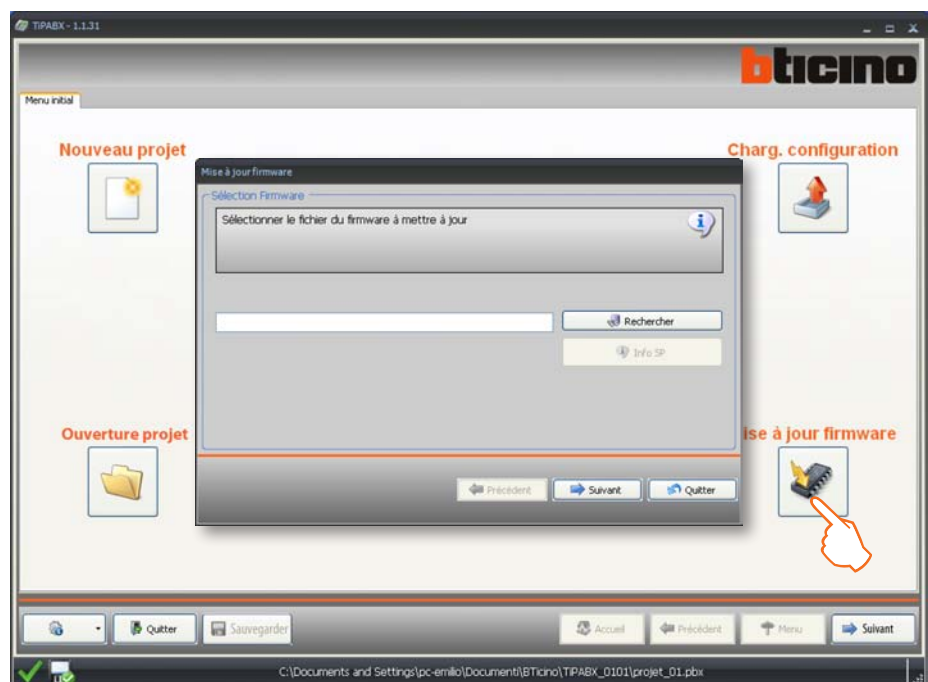 TiPABX - 1.1.31
bticino
Menu initial
Nouveau projet
Charg. configuration
Mise à jour firmware
Sélection Firmware
Sélectionner le fichier du firmware à mettre à jour
Rechercher
Info SP
Ouverture projet
ise à jour firmware
Précédent
Suivant
Quitter
Quitter
Sauvegarder
Accueil
Précédent
Menu
Suivant
C:\Documents and Settings\pc-emilio\Documenti\BTicino\TiPABX_0101\projet_01.pbx